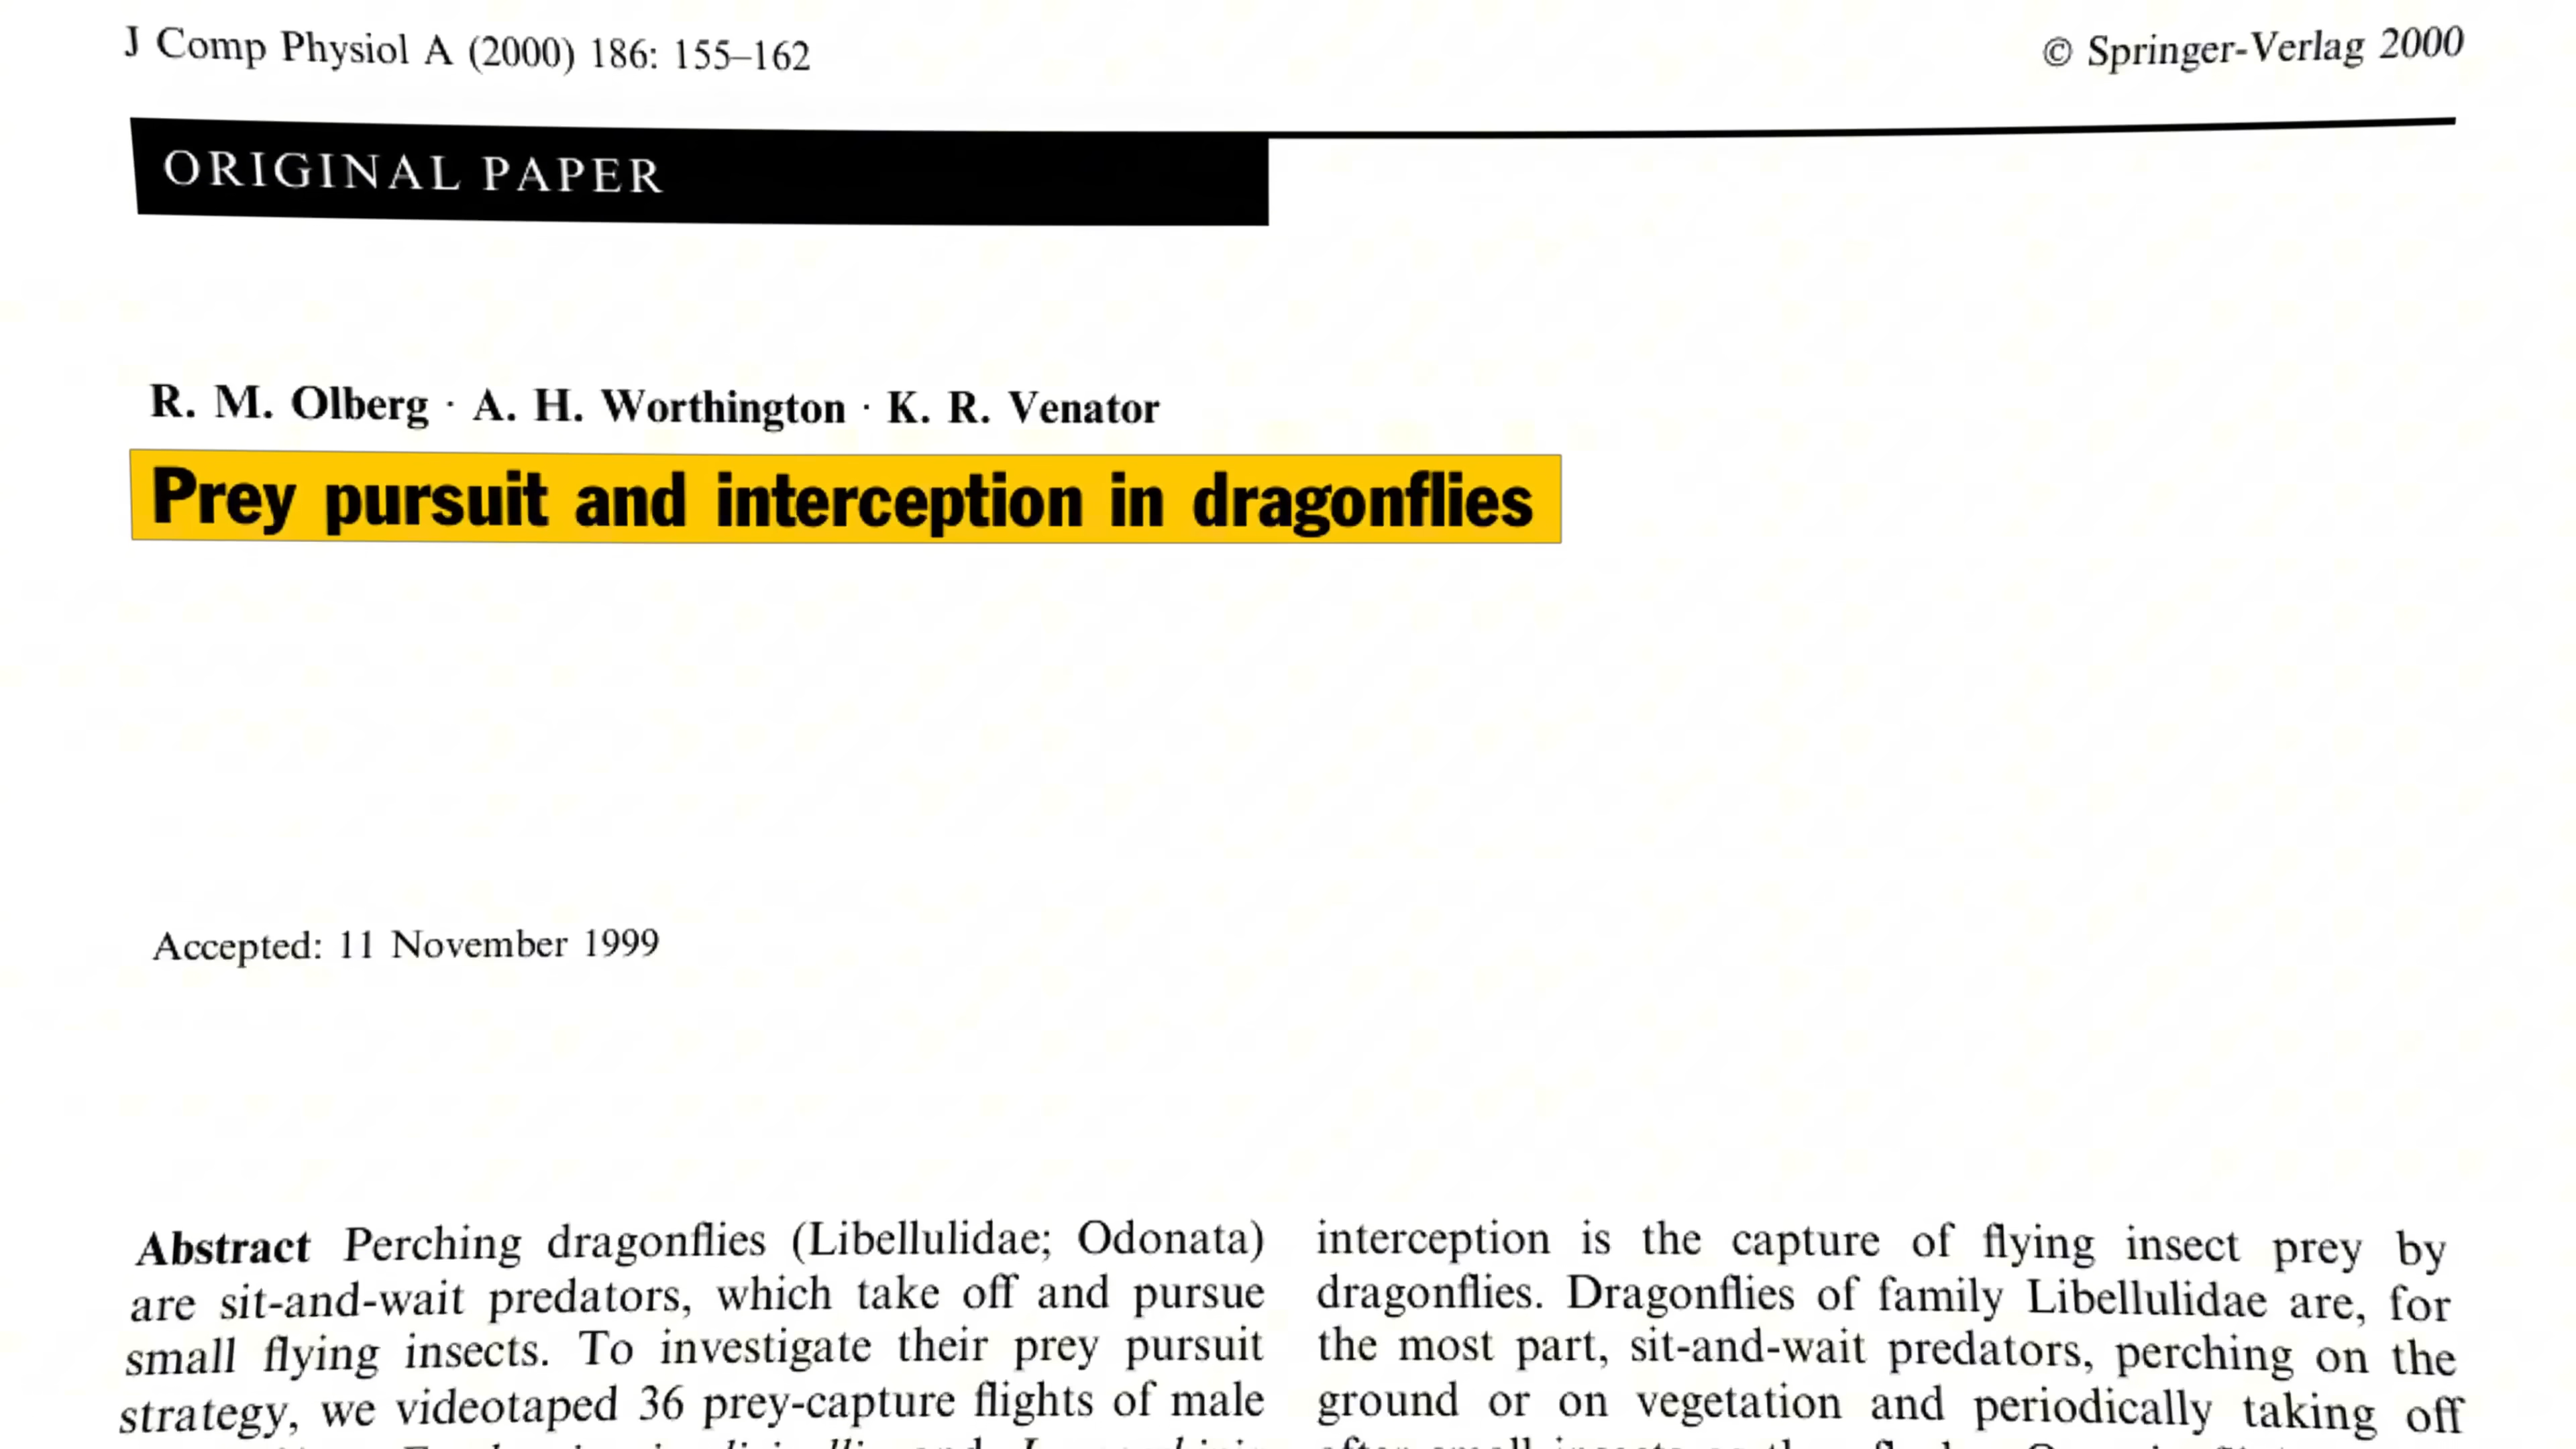 J Comp Physiol A (2000) 186: 155–162
© Springer-Verlag 2000
ORIGINAL PAPER
R. M. Olberg · A. H. Worthington · K. R. Venator
Prey pursuit and interception in dragonflies
Accepted: 11 November 1999
Abstract Perching dragonflies (Libellulidae; Odonata)
are sit-and-wait predators, which take off and pursue
small flying insects. To investigate their prey pursuit
strategy, we videotaped 36 prey-capture flights of male
interception is the capture of flying insect prey by
dragonflies. Dragonflies of family Libellulidae are, for
the most part, sit-and-wait predators, perching on the
ground or on vegetation and periodically taking off